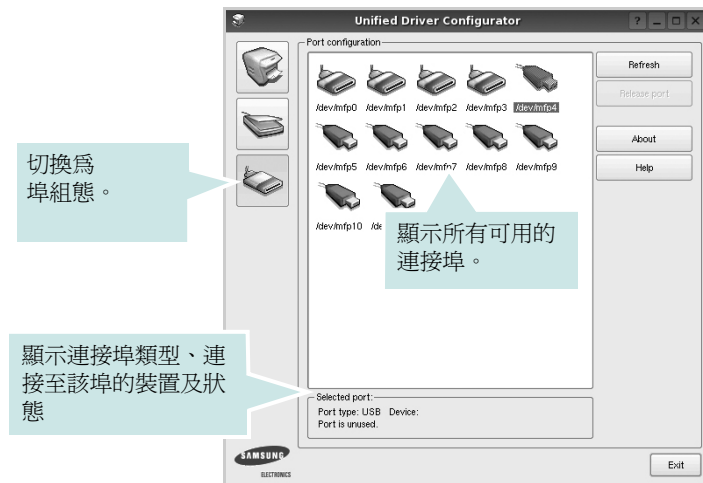 Unified Driver Configurator
Port configuration
/dev/mfp0 /dev/mfp1 /dev/mfp2 /dev/mfp3 /dev/mfp4
/dev/mfp5 /dev/mfp6 /dev/mfp7 /dev/mfp8 /dev/mfp9
/dev/mfp10 /de
Refresh
Release port
About
Help
切換爲
埠組態。
顯示所有可用的
連接埠。
顯示連接埠類型、連
接至該埠的裝置及狀
態
Selected port:
Port type: USB Device:
Port is unused.
SAMSUNG
ELECTRONICS
Exit